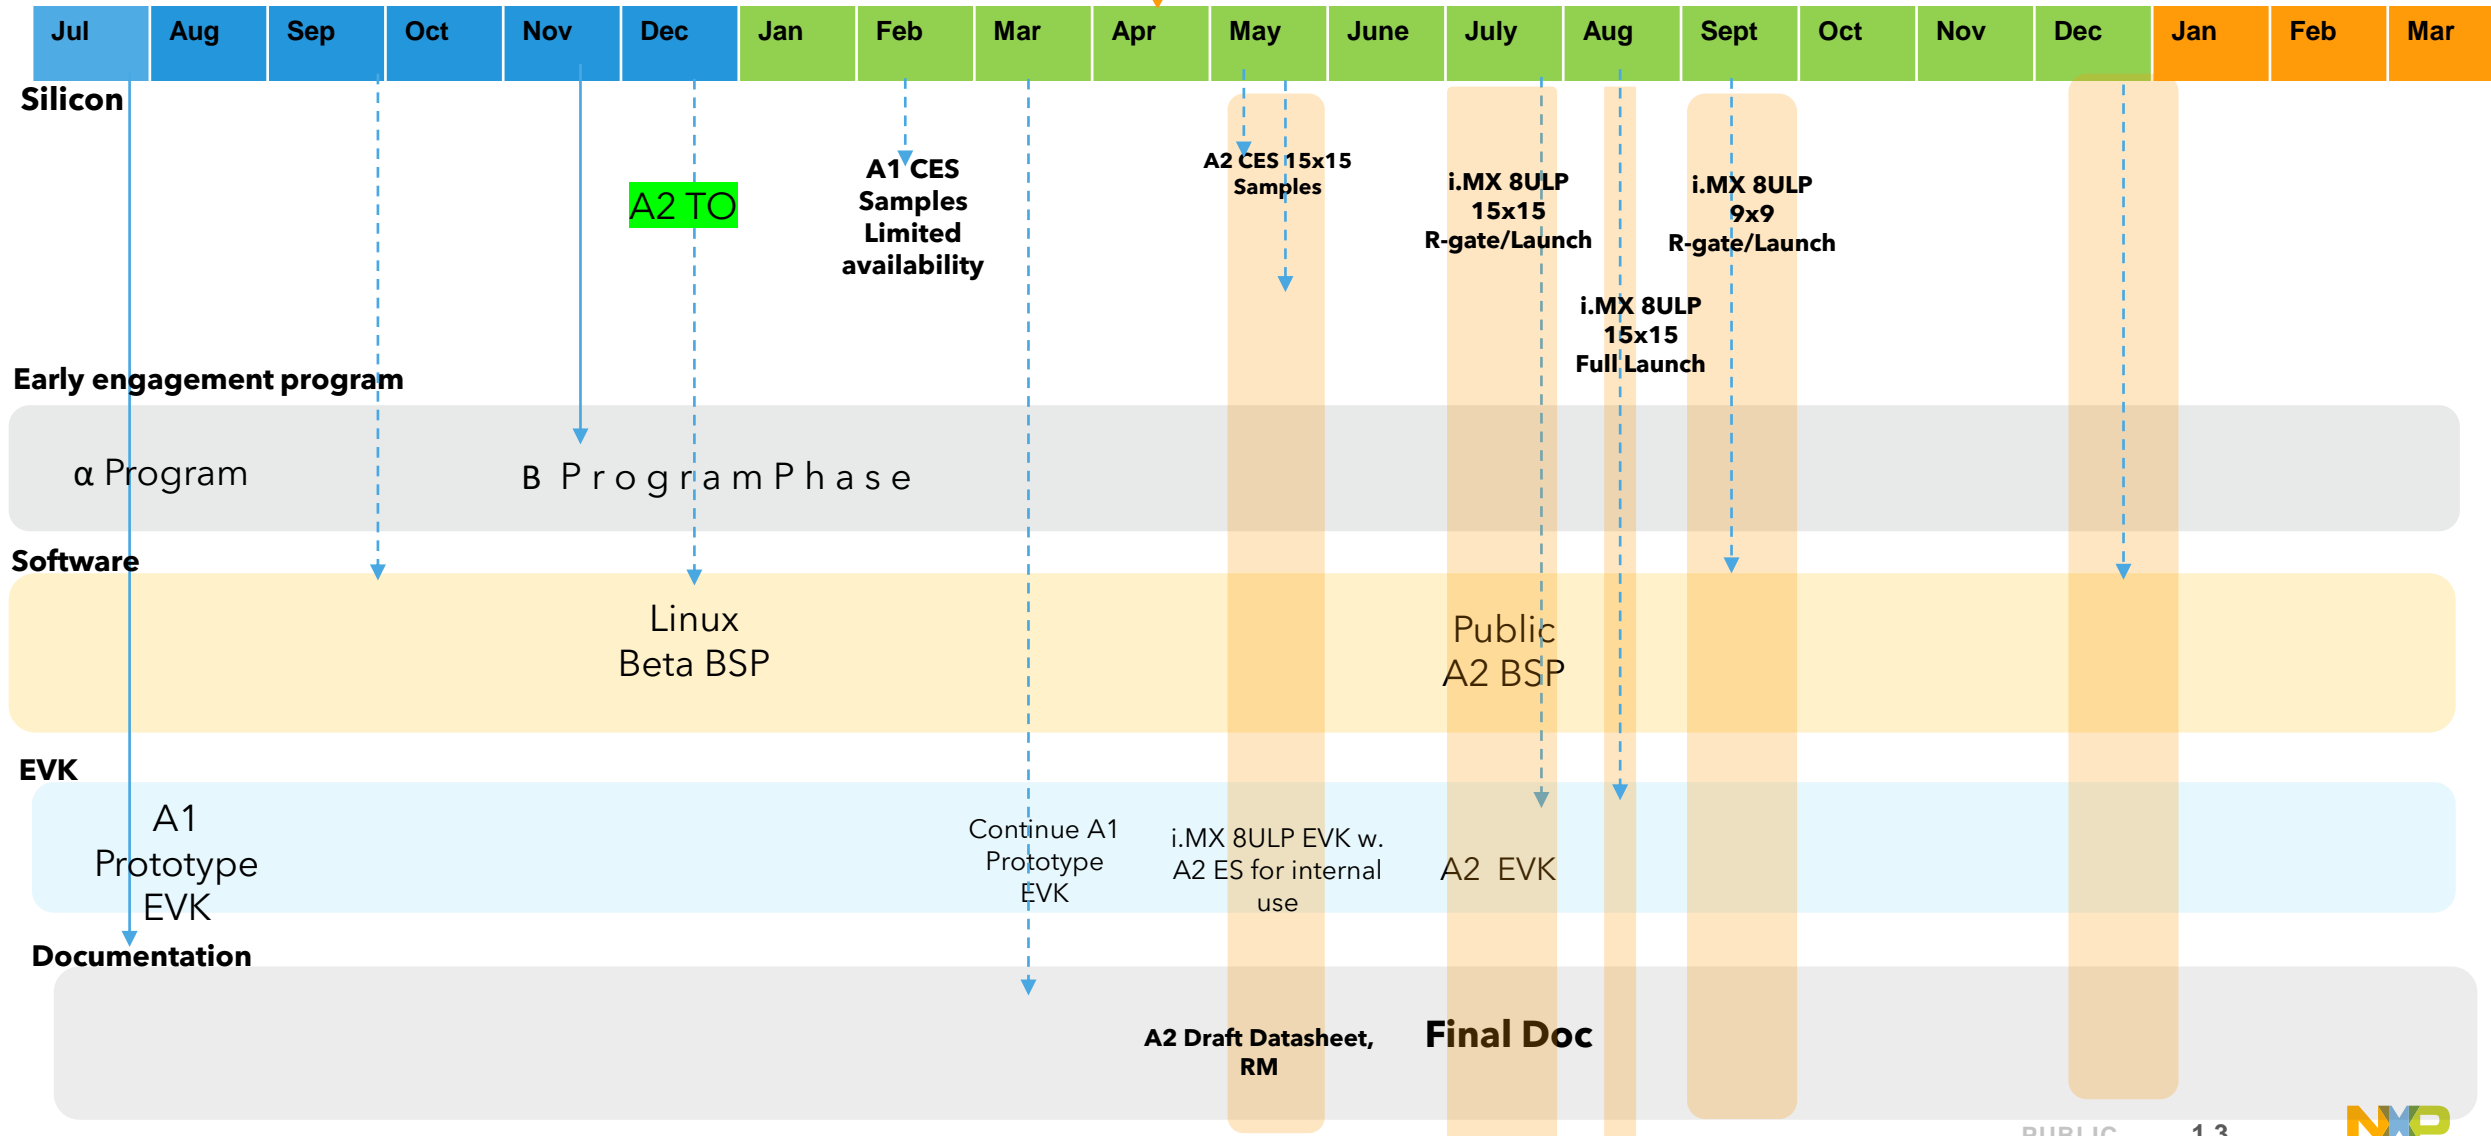 Jul Aug Sep Oct Nov Dec Jan Feb Mar Apr May June July Aug Sept Oct Nov Dec Jan Feb Mar
Silicon
A2 TO
A1 CES
Samples
Limited
availability
A2 CES 15x15
Samples
i.MX 8ULP
15x15
R-gate/Launch
i.MX 8ULP
9x9
R-gate/Launch
i.MX 8ULP
15x15
Full Launch
Early engagement program
α Program
B ProgramPhase
Software
Linux
Beta BSP
Public
A2 BSP
EVK
A1
Prototype
EVK
Continue A1
Prototype
EVK
i.MX 8ULP EVK w.
A2 ES for internal
use
A2 EVK
Documentation
A2 Draft Datasheet,
RM
Final Doc
PUBLIC 13
NXP